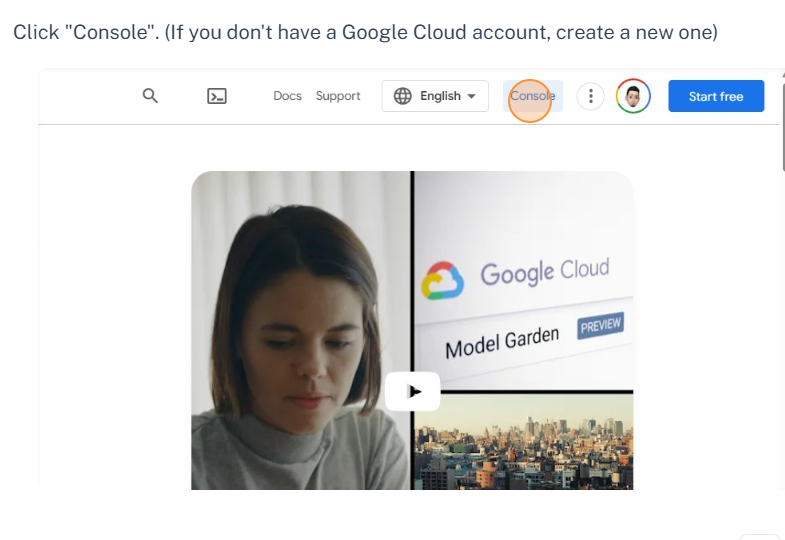 Click "Console". (If you don't have a Google Cloud account, create a new one)
Docs Support English Console Start free
Google Cloud
Model Garden PREVIEW